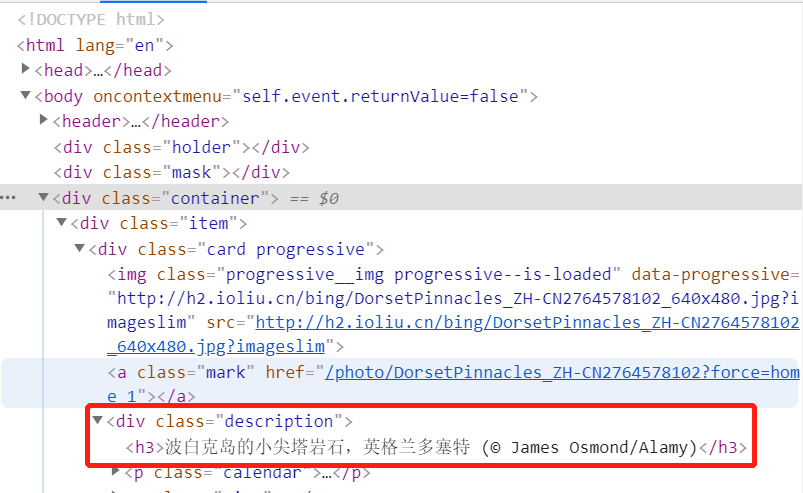 <!DOCTYPE html>
<html lang="en">
<head>…</head>
<body oncontextmenu="self.event.returnValue=false">
<header>…</header>
<div class="holder"></div>
<div class="mask"></div>
… <div class="container"> == $0
<div class="item">
<div class="card progressive">
<img class="progressive__img progressive--is-loaded" data-progressive=
"http://h2.ioliu.cn/bing/DorsetPinnacles_ZH-CN2764578102_640x480.jpg?i
mageslim" src="http://h2.ioliu.cn/bing/DorsetPinnacles_ZH-CN2764578102
_640x480.jpg?imageslim">
<a class="mark" href="/photo/DorsetPinnacles_ZH-CN2764578102?force=hom
e_1"></a>
<div class="description">
<h3>波白克岛的小尖塔岩石，英格兰多塞特 (© James Osmond/Alamy)</h3>
<p class="calendar">…</p>